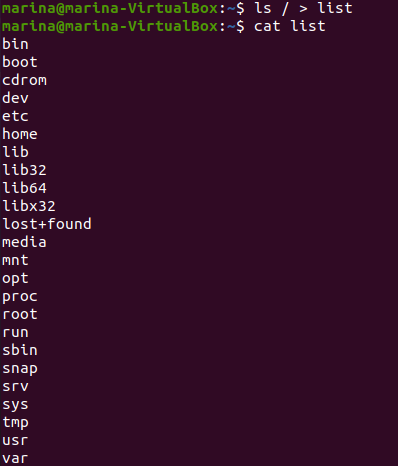 marina@marina-VirtualBox:~$ ls / > list
marina@marina-VirtualBox:~$ cat list
bin
boot
cdrom
dev
etc
home
lib
lib32
lib64
libx32
lost+found
media
mnt
opt
proc
root
run
sbin
snap
srv
sys
tmp
usr
var